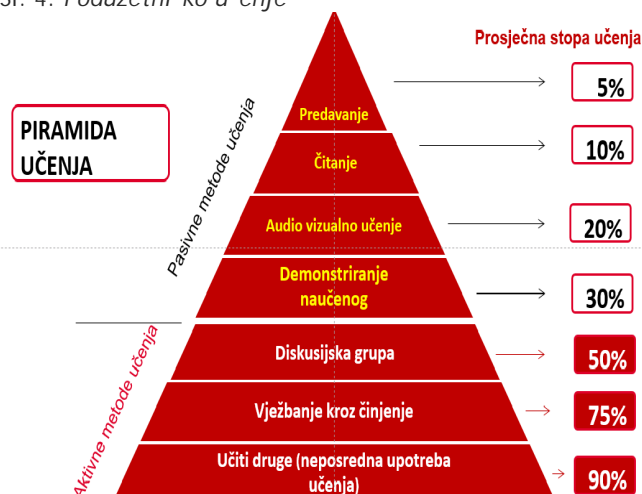 Prosječna stopa učenja
PIRAMIDA
UČENJA
Pasivne metode učenja
Predavanje
5%
Čitanje
10%
Audio vizualno učenje
20%
Demonstriranje
naučenog
30%
Aktivne metode učenja
Diskusijska grupa
50%
Vježbanje kroz činjenje
75%
Učiti druge (neposredna upotreba
učenja)
90%